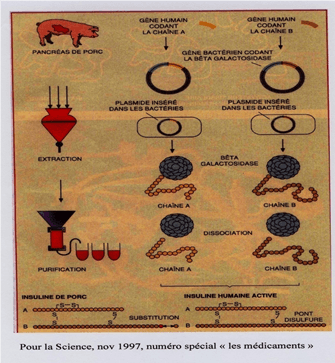 PANCRÉAS DE PORC
GÈNE HUMAIN
CODANT
LA CHAÎNE A
GÈNE HUMAIN
CODANT
LA CHAÎNE B
GÈNE BACTÉRIEN CODANT
LA BÊTA GALACTOSIDASE
PLASMIDE INSÉRÉ
DANS LES BACTÉRIES
PLASMIDE INSÉRÉ
DANS LES BACTÉRIES
EXTRACTION
BÊTA
GALACTOSIDASE
CHAÎNE A
CHAÎNE B
DISSOCIATION
PURIFICATION
CHAÎNE A
CHAÎNE B
INSULINE DE PORC
INSULINE HUMAINE ACTIVE
A
S—S
S
S
S
S
B
SUBSTITUTION
A
S—S
S
S
S
S
B
PONT
DISULFURE
Pour la Science, nov 1997, numéro spécial « les médicaments »